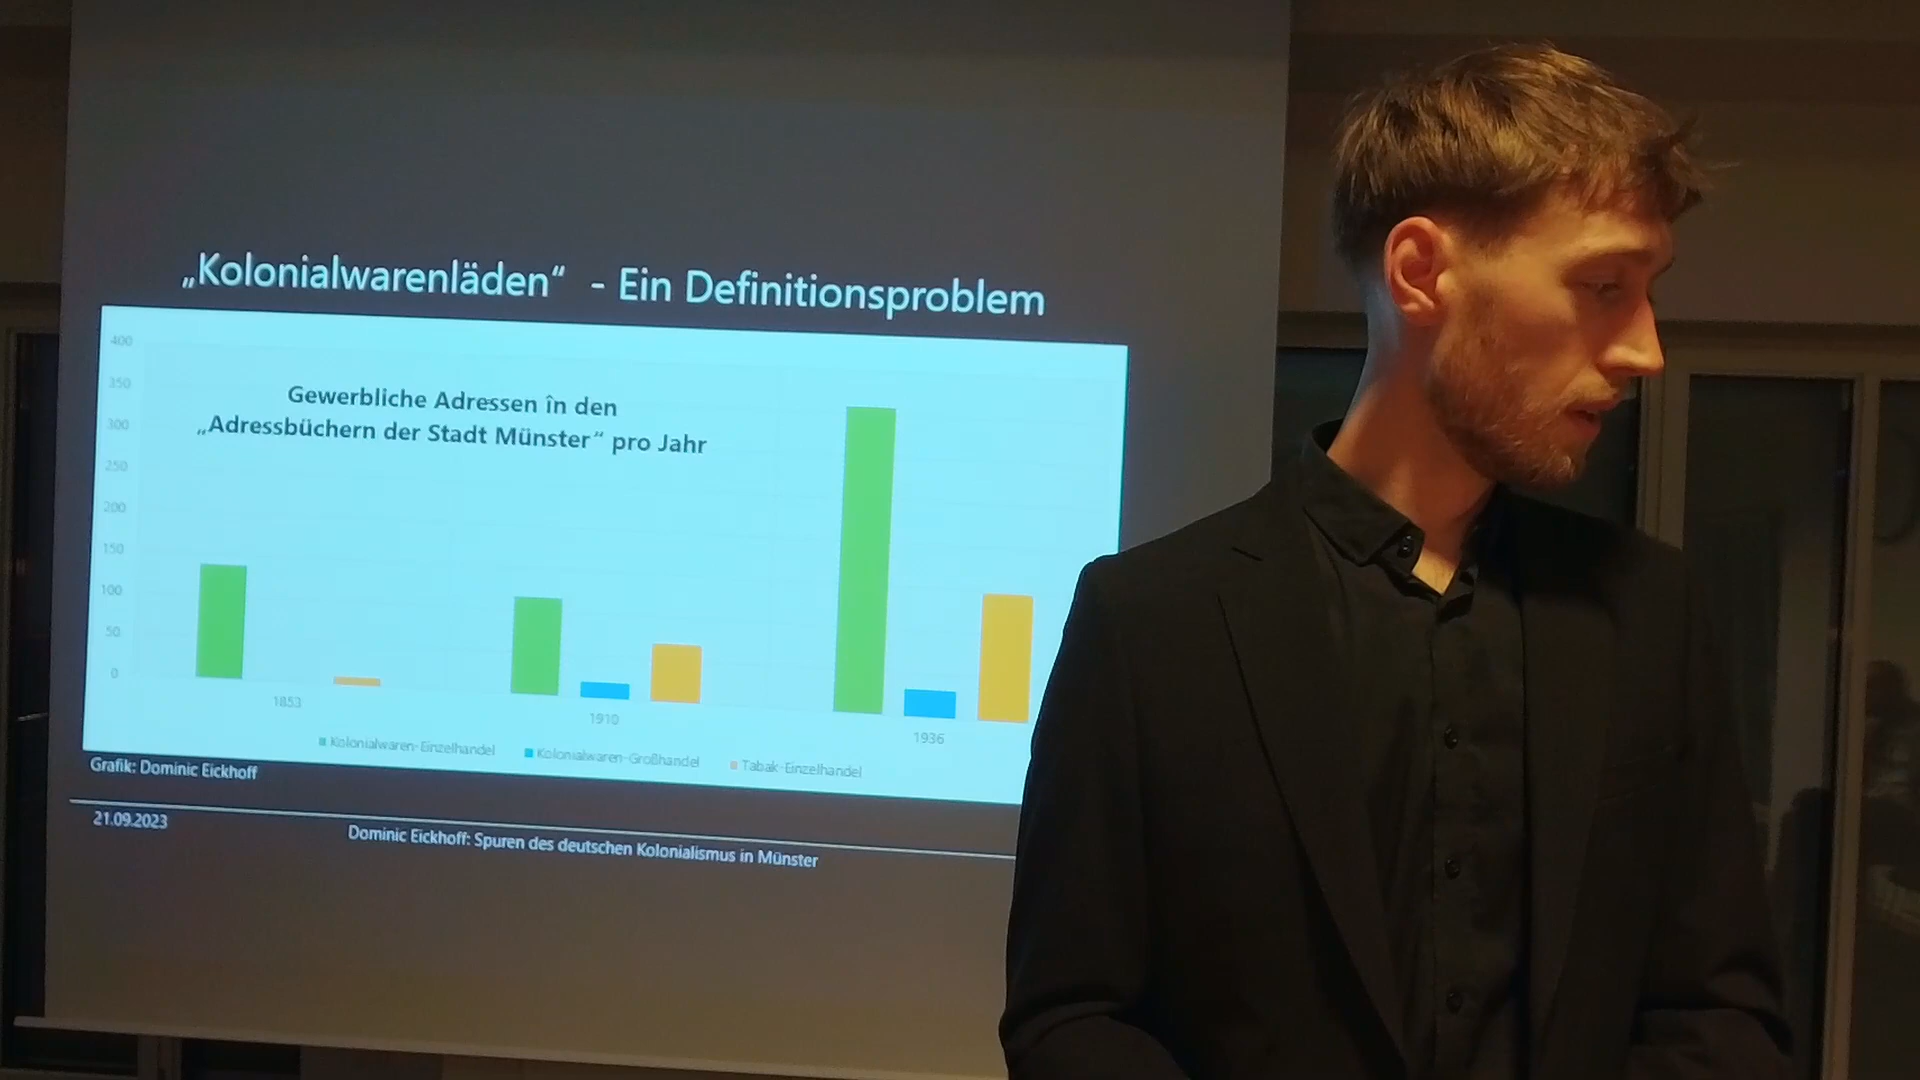 „Kolonialwarenläden“ - Ein Definitionsproblem
400
350
300
250
200
150
100
50
0
Gewerbliche Adressen in den
„Adressbüchern der Stadt Münster“ pro Jahr
1853
1910
1936
Kolonialwaren-Einzelhandel
Kolonialwaren-Großhandel
Tabak-Einzelhandel
Grafik: Dominic Eickhoff
21.09.2023
Dominic Eickhoff: Spuren des deutschen Kolonialismus in Münster